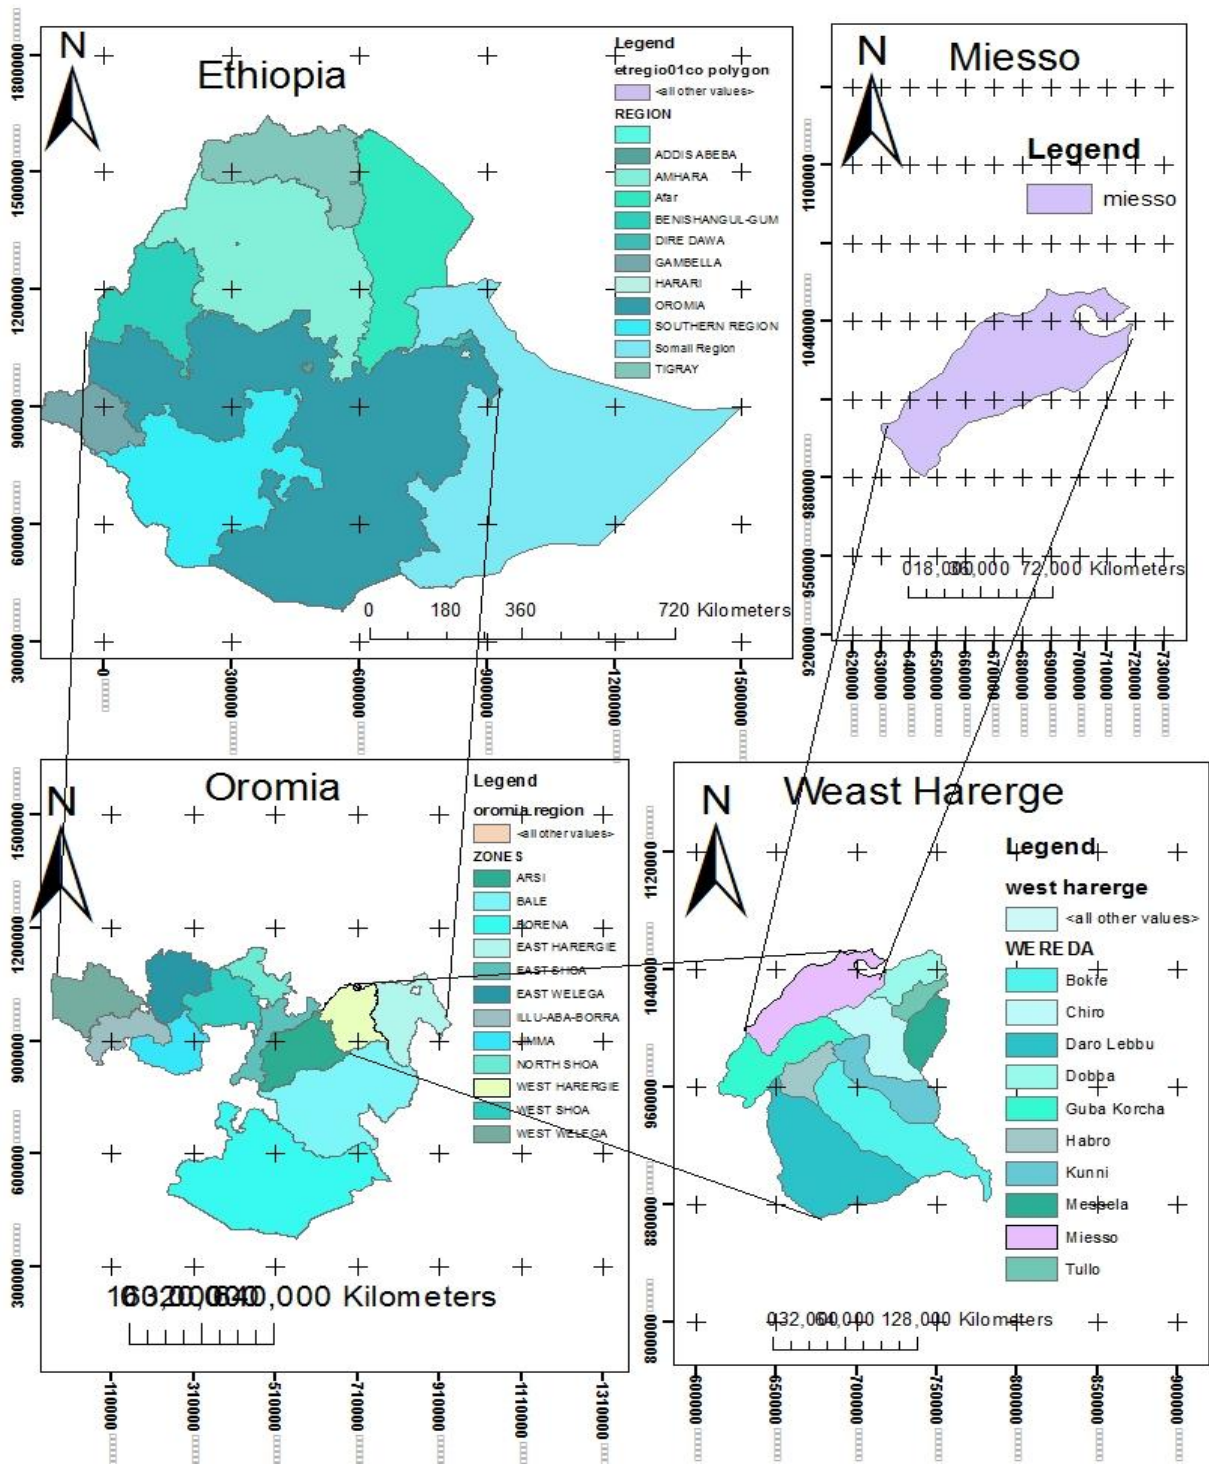 Ethiopia
N
Legend
etregio01co polygon
<all other values>
REGION
ADDIS ABEBA
AMHARA
Afar
BENISHANGUL-GUM
DIRE DAWA
GAMBELLA
HARARI
OROMIA
SOUTHERN REGION
Somali Region
TIGRAY
0 180 360 720 Kilometers
1800000
1500000
1200000
900000
600000
300000
0 300000 600000 900000 1200000 1500000
Miesso
N
Legend
miesso
72,000 Kilometers
1100000
1040000
980000
950000
920000
620000 630000 640000 650000 660000 670000 680000 690000 700000 710000 720000 730000
Oromia
N
Legend
oromia region
<all other values>
ZONES
ARSI
BALE
BORENA
EAST HARERGIE
EAST SHOA
EAST WELEGA
ILLU-ABA-BORRA
JIMMA
NORTH SHOA
WEST HARERGIE
WEST SHOA
WEST WELEGA
640,000 Kilometers
1500000
1200000
900000
600000
300000
110000 310000 510000 710000 910000 1110000 1310000
Weast Harerge
N
Legend
west harerge
<all other values>
WEREDA
Bokie
Chiro
Daro Lebbu
Dobba
Guba Korcha
Habro
Kunni
Messela
Miesso
Tullo
128,000 Kilometers
1120000
1040000
960000
880000
800000
600000 650000 700000 750000 800000 850000 900000